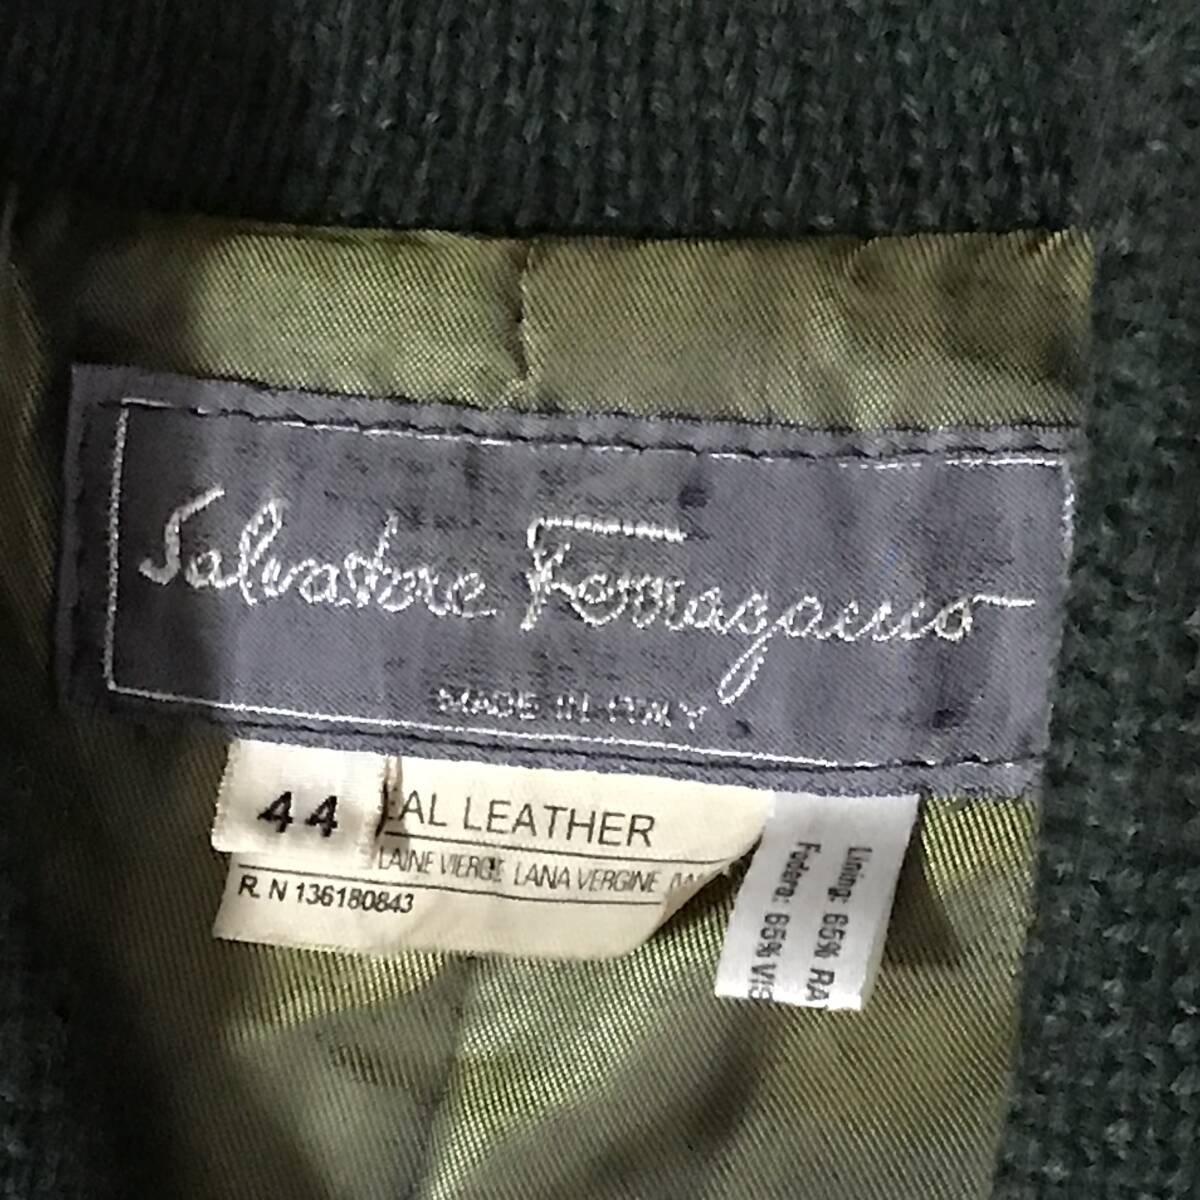 Salvatore Ferragamo
MADE IN ITALY
44
AL LEATHER
LAINE VIERGE LANA VERGINE
R. N 136180843
Lining: 65% RA
Fodera: 65% VIS